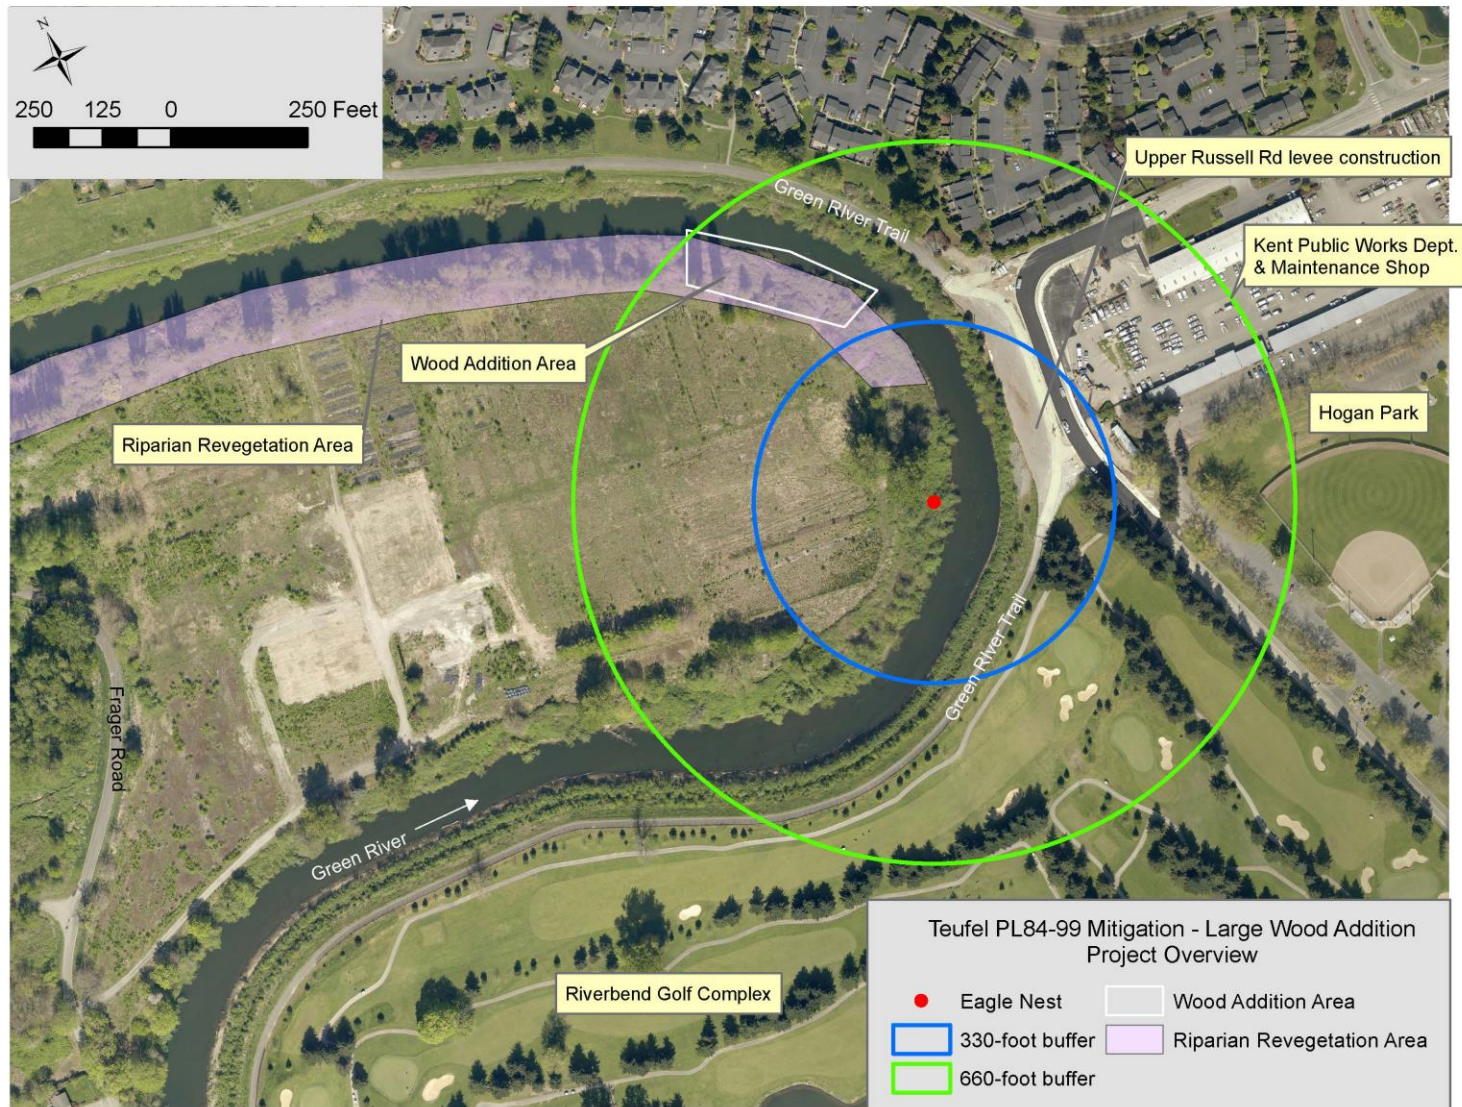 N
250 125 0 250 Feet
Upper Russell Rd levee construction
Green RIver Trail
Kent Public Works Dept.
& Maintenance Shop
Wood Addition Area
Hogan Park
Riparian Revegetation Area
Green RIver Trail
Frager Road
Green River
Riverbend Golf Complex
Teufel PL84-99 Mitigation - Large Wood Addition
Project Overview
Eagle Nest
Wood Addition Area
330-foot buffer
Riparian Revegetation Area
660-foot buffer